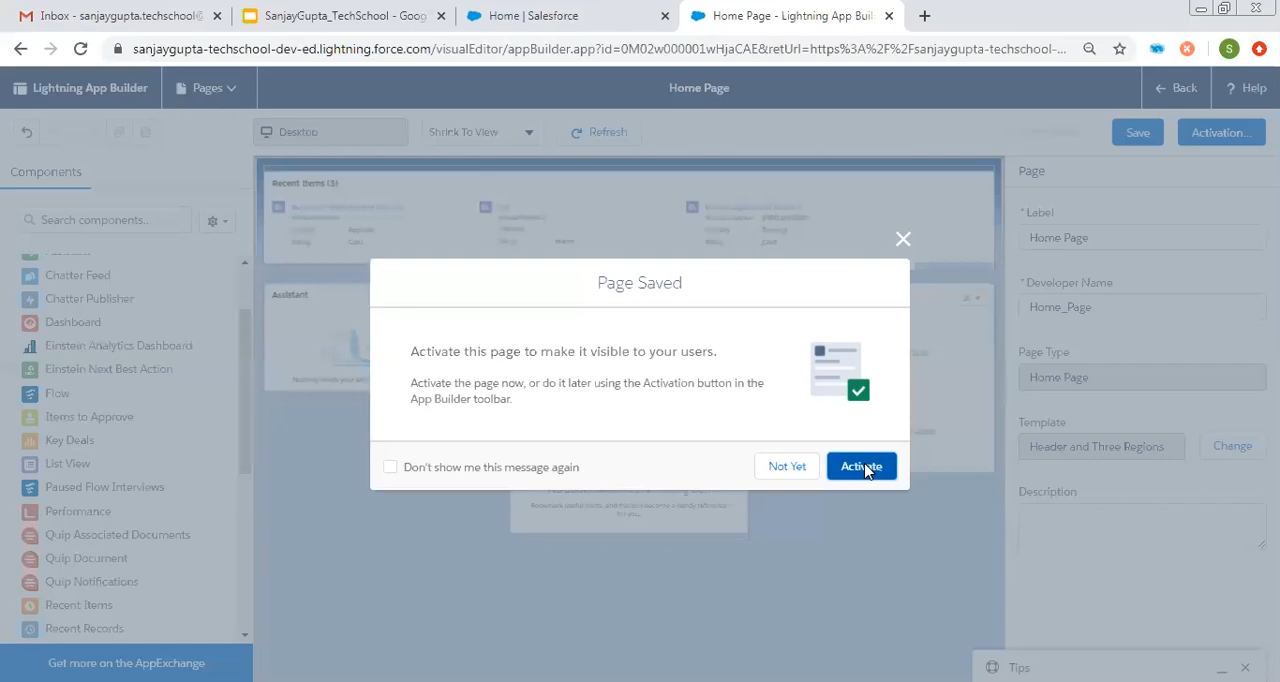 Inbox - sanjaygupta.techschool@
SanjayGupta_TechSchool - Goog
Home | Salesforce
Home Page - Lightning App Buil
sanjaygupta-techschool-dev-ed.lightning.force.com/visualEditor/appBuilder.app?id=0M02w000001wHjaCAE&retUrl=https%3A%2F%2Fsanjaygupta-techschool-...
S
Lightning App Builder
Pages
Home Page
Back
? Help
Desktop
Shrink To View
Refresh
Save
Activation...
Components
Search components...
Chatter Feed
Chatter Publisher
Dashboard
Einstein Analytics Dashboard
Einstein Next Best Action
Flow
Items to Approve
Key Deals
List View
Paused Flow Interviews
Performance
Quip Associated Documents
Quip Document
Quip Notifications
Recent Items
Recent Records
Get more on the AppExchange
Recent Items (3)
Assistant
Page Saved
Activate this page to make it visible to your users.
Activate the page now, or do it later using the Activation button in the
App Builder toolbar.
Don't show me this message again
Not Yet
Activate
Page
* Label
Home Page
* Developer Name
Home_Page
Page Type
Home Page
Template
Header and Three Regions
Change
Description
Tips